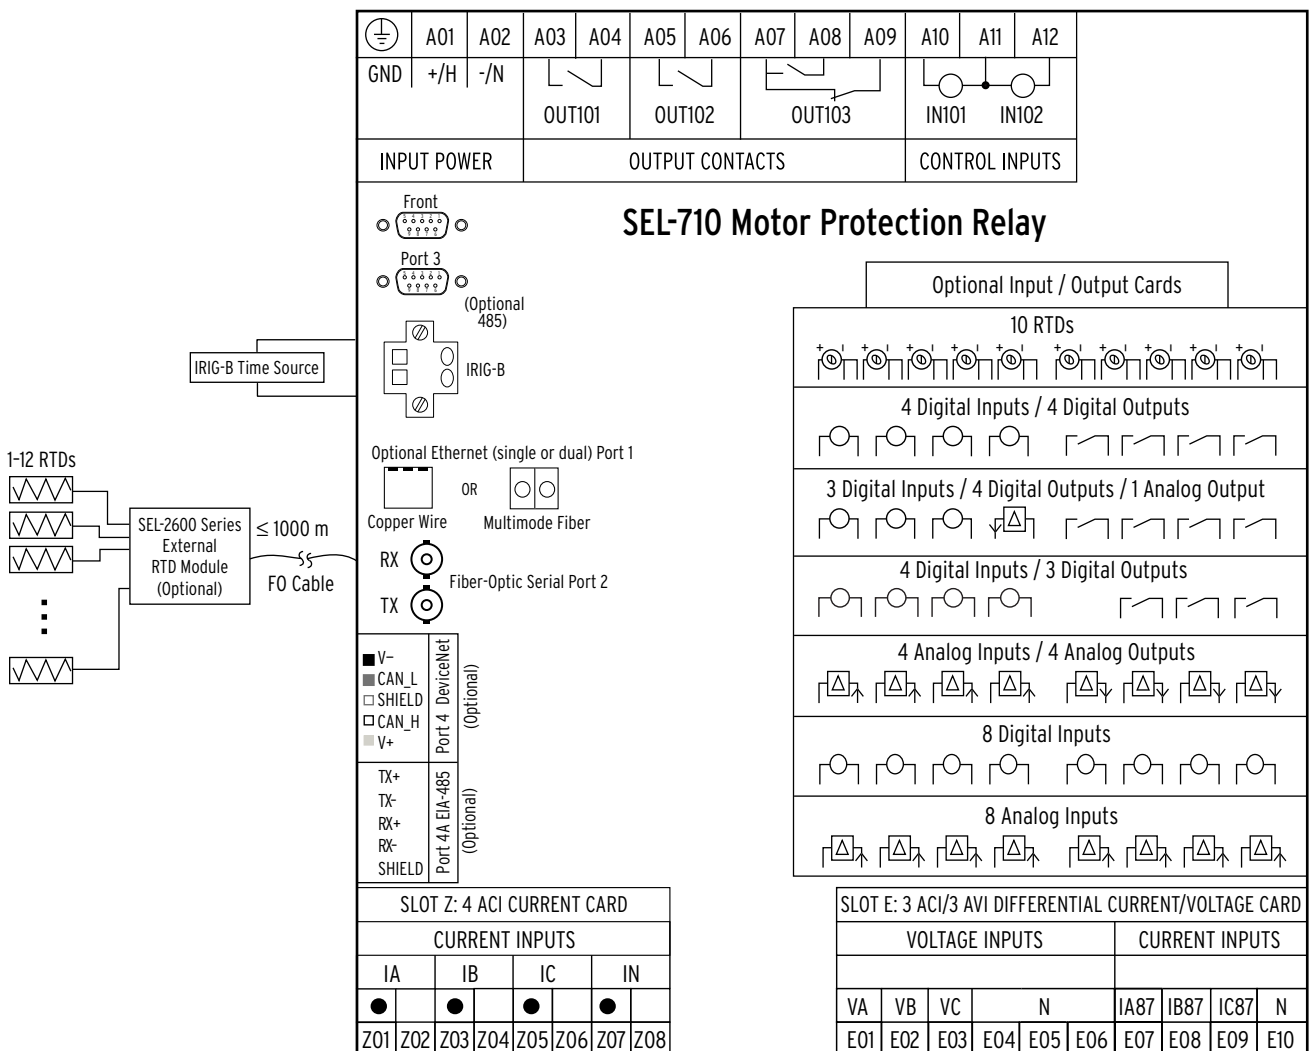 A01 A02 A03 A04 A05 A06 A07 A08 A09 A10 A11 A12
GND +/H -/N
OUT101 OUT102 OUT103 IN101 IN102
INPUT POWER OUTPUT CONTACTS CONTROL INPUTS
SEL-710 Motor Protection Relay
Front
Port 3
(Optional
485)
IRIG-B Time Source
IRIG-B
Optional Ethernet (single or dual) Port 1
OR
Copper Wire Multimode Fiber
1-12 RTDs
SEL-2600 Series
External
RTD Module
(Optional)
≤ 1000 m
FO Cable
RX
TX
Fiber-Optic Serial Port 2
V–
CAN_L
SHIELD
CAN_H
V+
Port 4 DeviceNet
(Optional)
TX+
TX-
RX+
RX-
SHIELD
Port 4A EIA-485
(Optional)
Optional Input / Output Cards
10 RTDs
+ - + - + - + - + - + - + - + - + - + -
4 Digital Inputs / 4 Digital Outputs
3 Digital Inputs / 4 Digital Outputs / 1 Analog Output
4 Digital Inputs / 3 Digital Outputs
4 Analog Inputs / 4 Analog Outputs
8 Digital Inputs
8 Analog Inputs
SLOT Z: 4 ACI CURRENT CARD
CURRENT INPUTS
IA IB IC IN
Z01 Z02 Z03 Z04 Z05 Z06 Z07 Z08
SLOT E: 3 ACI/3 AVI DIFFERENTIAL CURRENT/VOLTAGE CARD
VOLTAGE INPUTS CURRENT INPUTS
VA VB VC N IA87 IB87 IC87 N
E01 E02 E03 E04 E05 E06 E07 E08 E09 E10